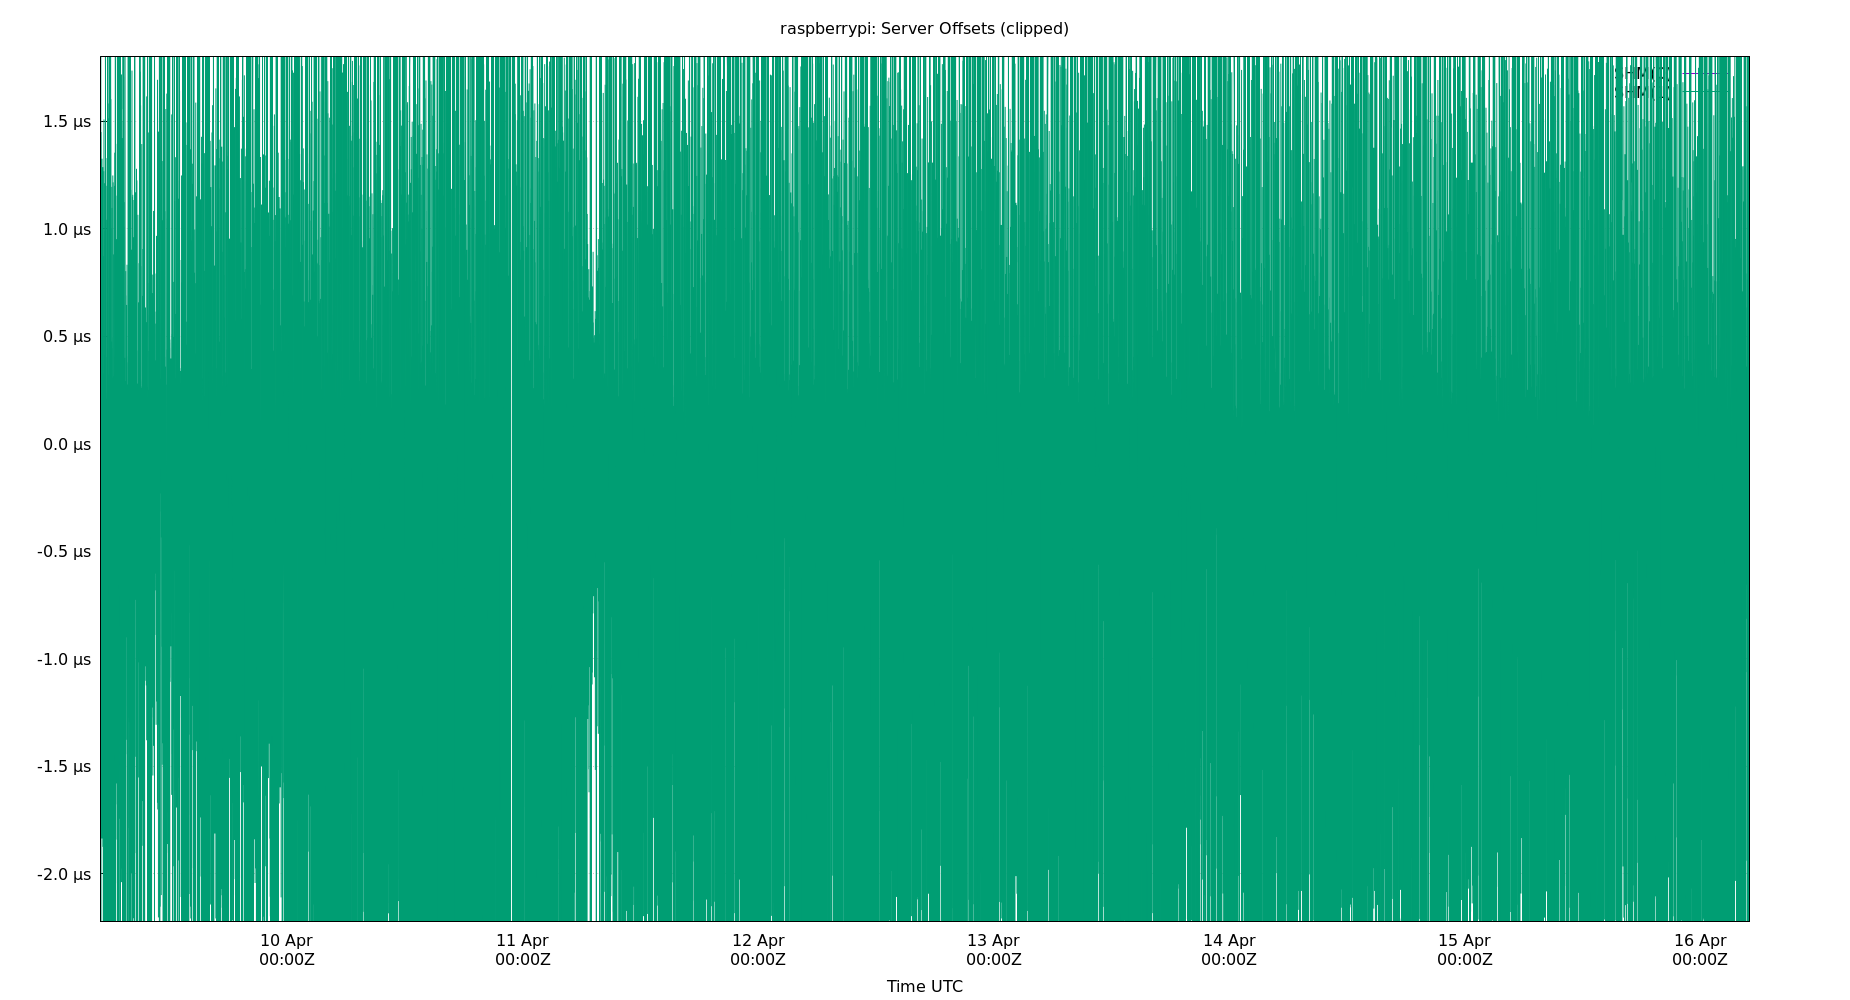 raspberrypi: Server Offsets (clipped)
1.5 µs
1.0 µs
0.5 µs
0.0 µs
-0.5 µs
-1.0 µs
-1.5 µs
-2.0 µs
10 Apr 11 Apr 12 Apr 13 Apr 14 Apr 15 Apr 16 Apr
00:00Z 00:00Z 00:00Z 00:00Z 00:00Z 00:00Z 00:00Z
Time UTC